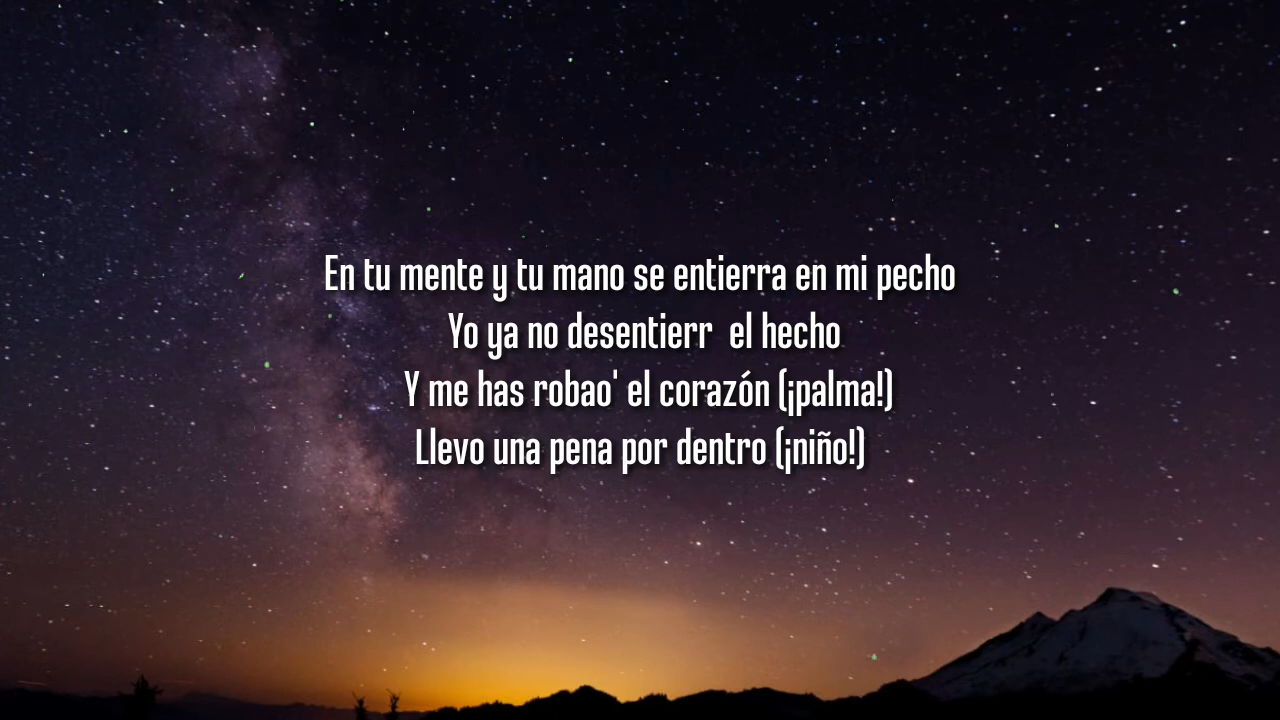 En tu mente y tu mano se entierra en mi pecho
Yo ya no desentierr el hecho
Y me has robao' el corazón (¡palma!)
Llevo una pena por dentro (¡niño!)